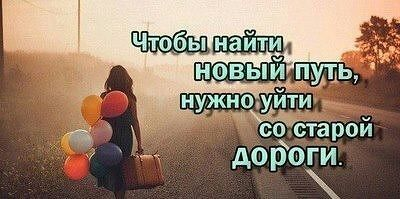 Чтобы найти
новый путь,
нужно уйти
со старой
дороги.